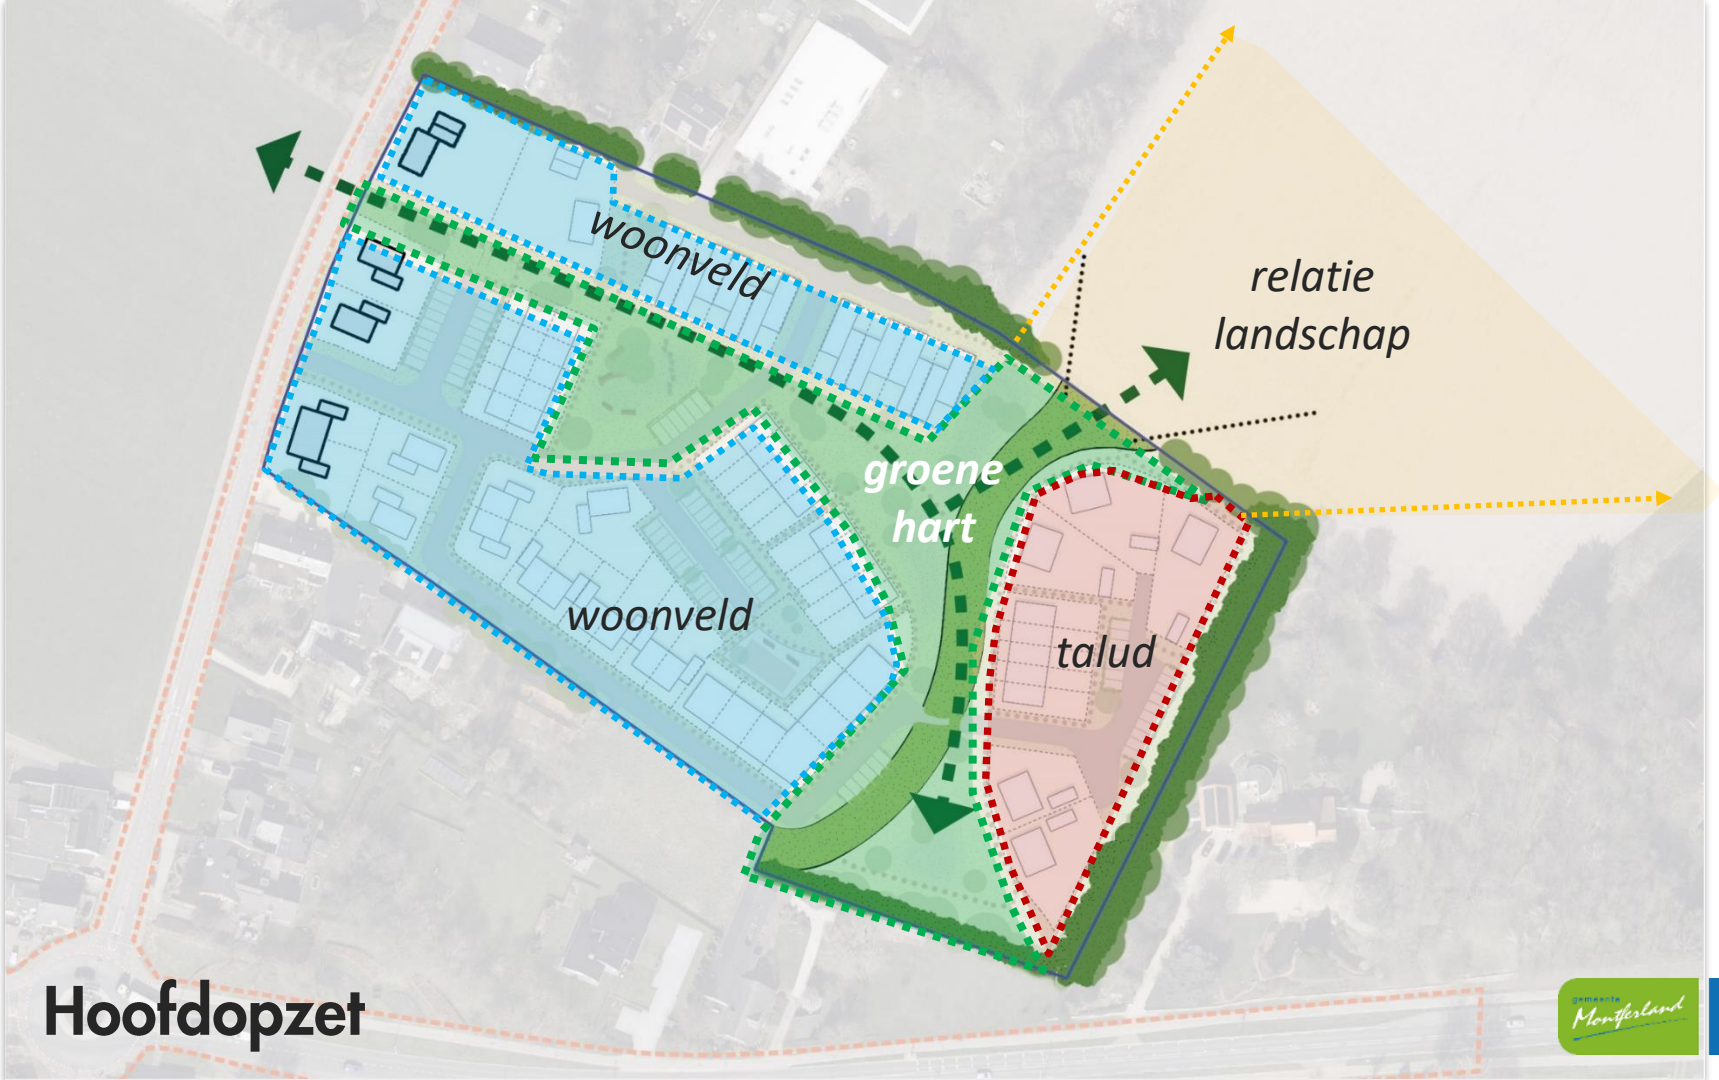 woonveld
relatie
landschap
groene
hart
woonveld
talud
Hoofdopzet
gemeente
Montferland